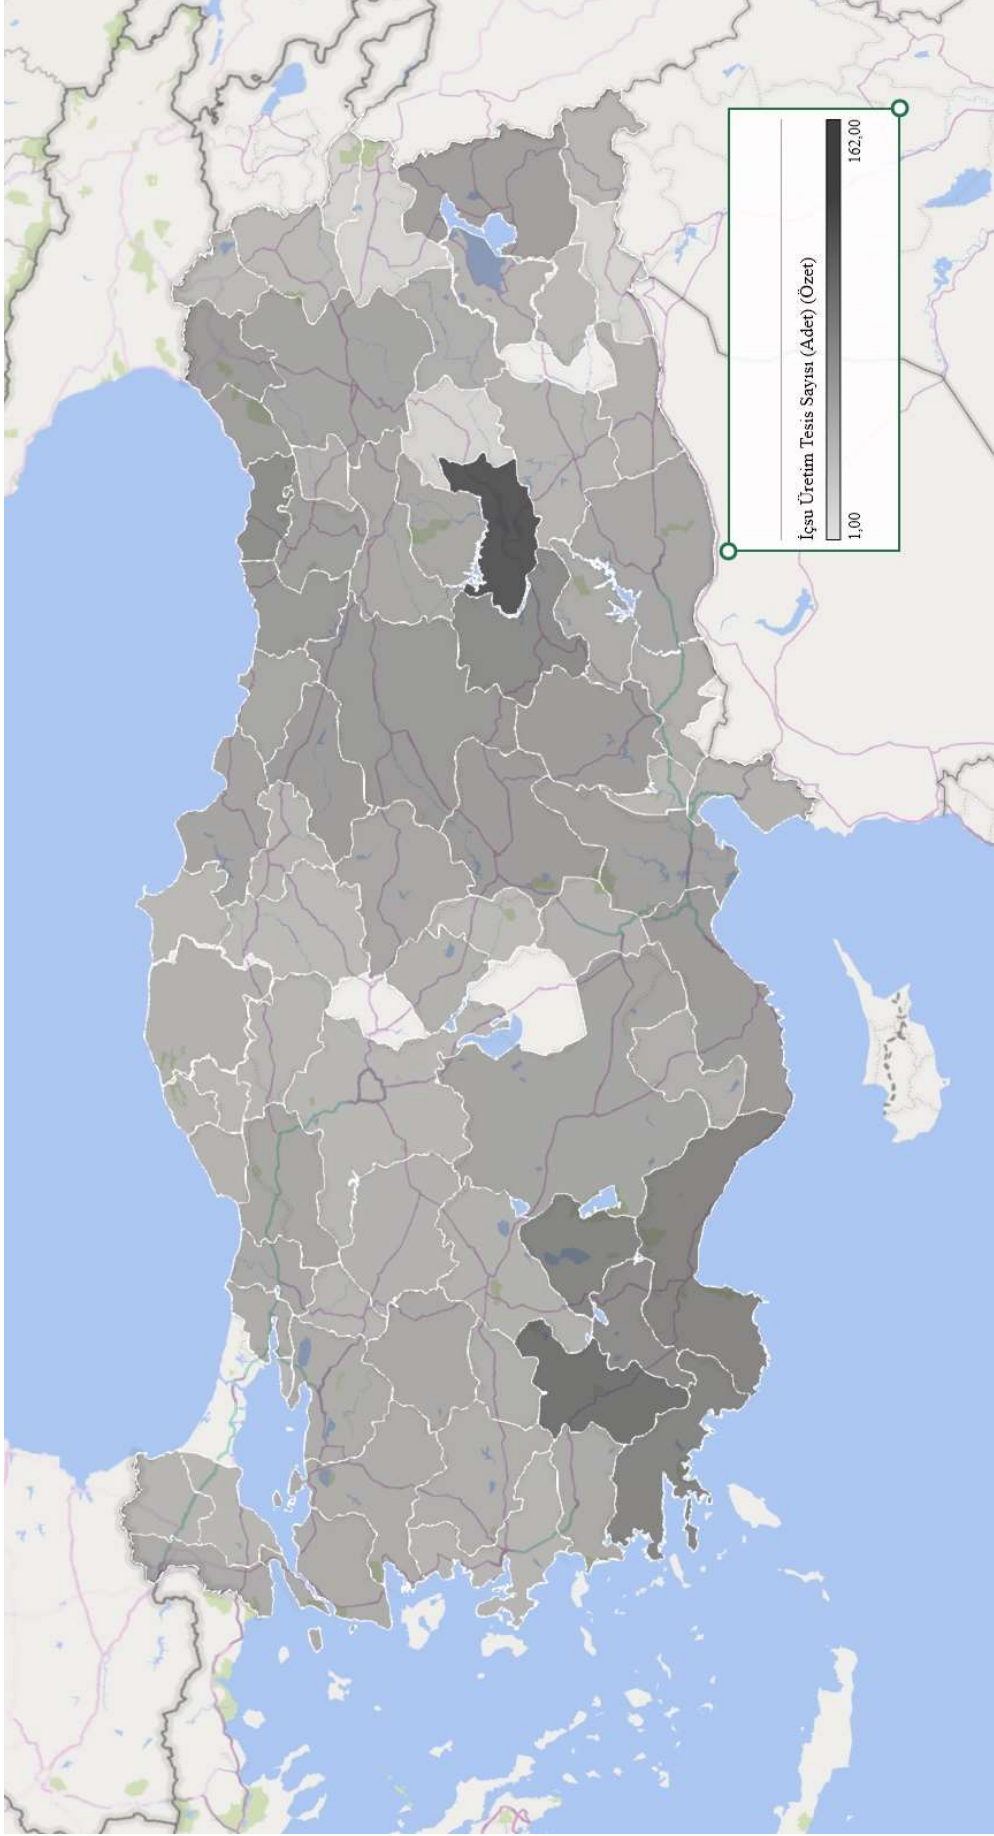 İçsu Üretim Tesis Sayısı (Adet) (Özet)
1,00
162,00